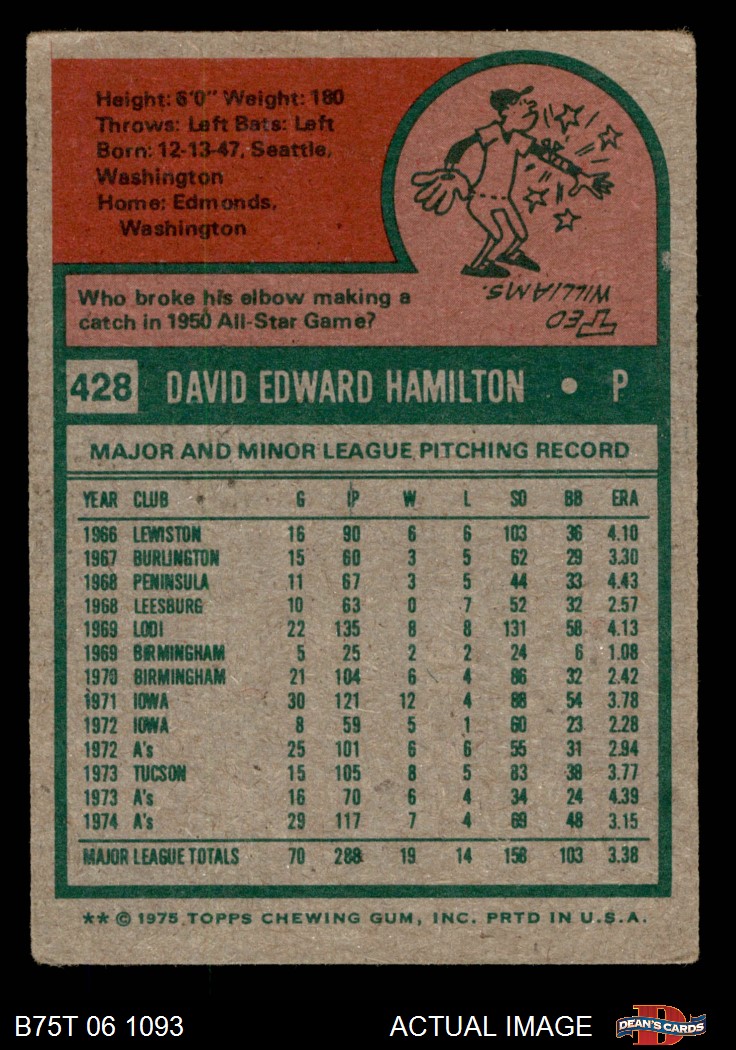 Height: 6'0" Weight: 180
Throws: Left Bats: Left
Born: 12-13-47, Seattle,
Washington
Home: Edmonds,
Washington
Who broke his elbow making a
catch in 1950 All-Star Game?
TED
WILLIAMS.
428 DAVID EDWARD HAMILTON • P
MAJOR AND MINOR LEAGUE PITCHING RECORD
YEAR CLUB G IP W L SO BB ERA
1966 LEWISTON 16 90 6 6 103 36 4.10
1967 BURLINGTON 15 60 3 5 62 29 3.30
1968 PENINSULA 11 67 3 5 44 33 4.43
1968 LEESBURG 10 63 0 7 52 32 2.57
1969 LODI 22 135 8 8 131 58 4.13
1969 BIRMINGHAM 5 25 2 2 24 6 1.08
1970 BIRMINGHAM 21 104 6 4 86 32 2.42
1971 IOWA 30 121 12 4 88 54 3.78
1972 IOWA 8 59 5 1 60 23 2.28
1972 A's 25 101 6 6 55 31 2.94
1973 TUCSON 15 105 8 5 83 38 3.77
1973 A's 16 70 6 4 34 24 4.39
1974 A's 29 117 7 4 69 48 3.15
MAJOR LEAGUE TOTALS 70 288 19 14 158 103 3.38
** © 1975 TOPPS CHEWING GUM, INC. PRTD IN U.S.A.
B75T 06 1093 ACTUAL IMAGE DEAN'S CARDS